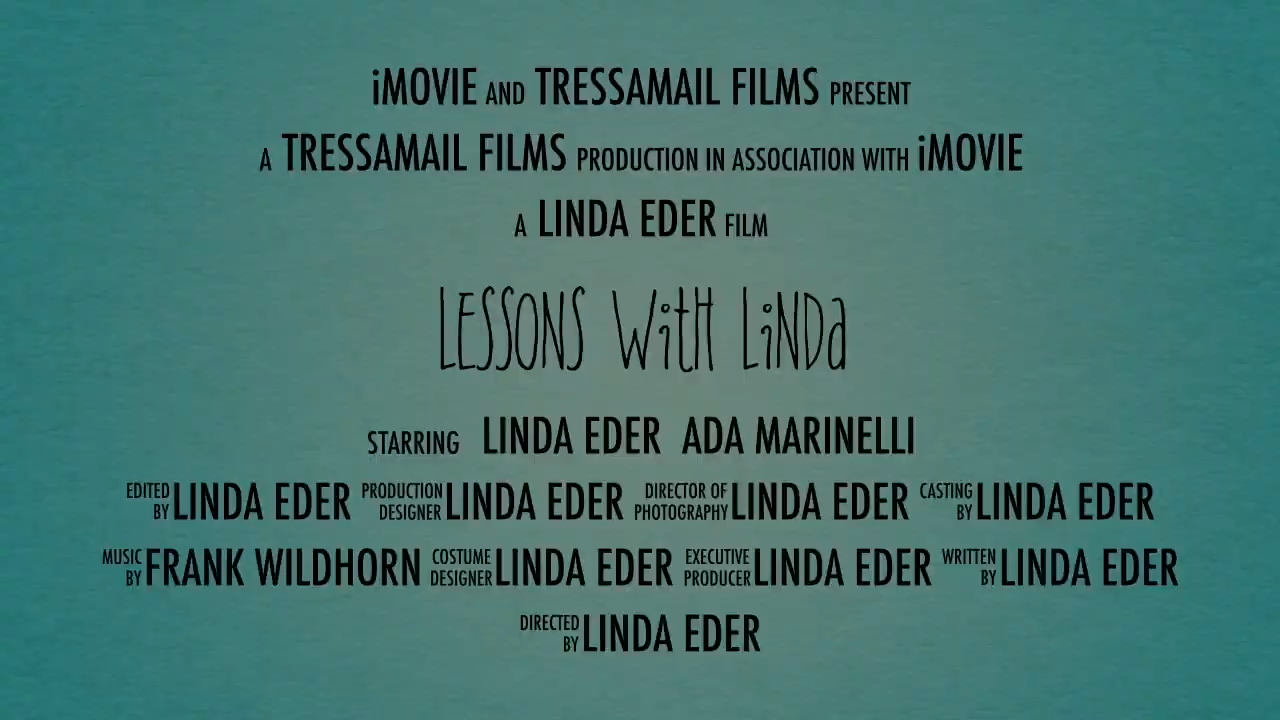 iMOVIE AND TRESSAMAIL FILMS PRESENT
A TRESSAMAIL FILMS PRODUCTION IN ASSOCIATION WITH iMOVIE
A LINDA EDER FILM
LESSONS WitH LiNDa
STARRING LINDA EDER ADA MARINELLI
EDITED BY LINDA EDER PRODUCTION DESIGNER LINDA EDER DIRECTOR OF PHOTOGRAPHY LINDA EDER CASTING BY LINDA EDER
MUSIC BY FRANK WILDHORN COSTUME DESIGNER LINDA EDER EXECUTIVE PRODUCER LINDA EDER WRITTEN BY LINDA EDER
DIRECTED BY LINDA EDER